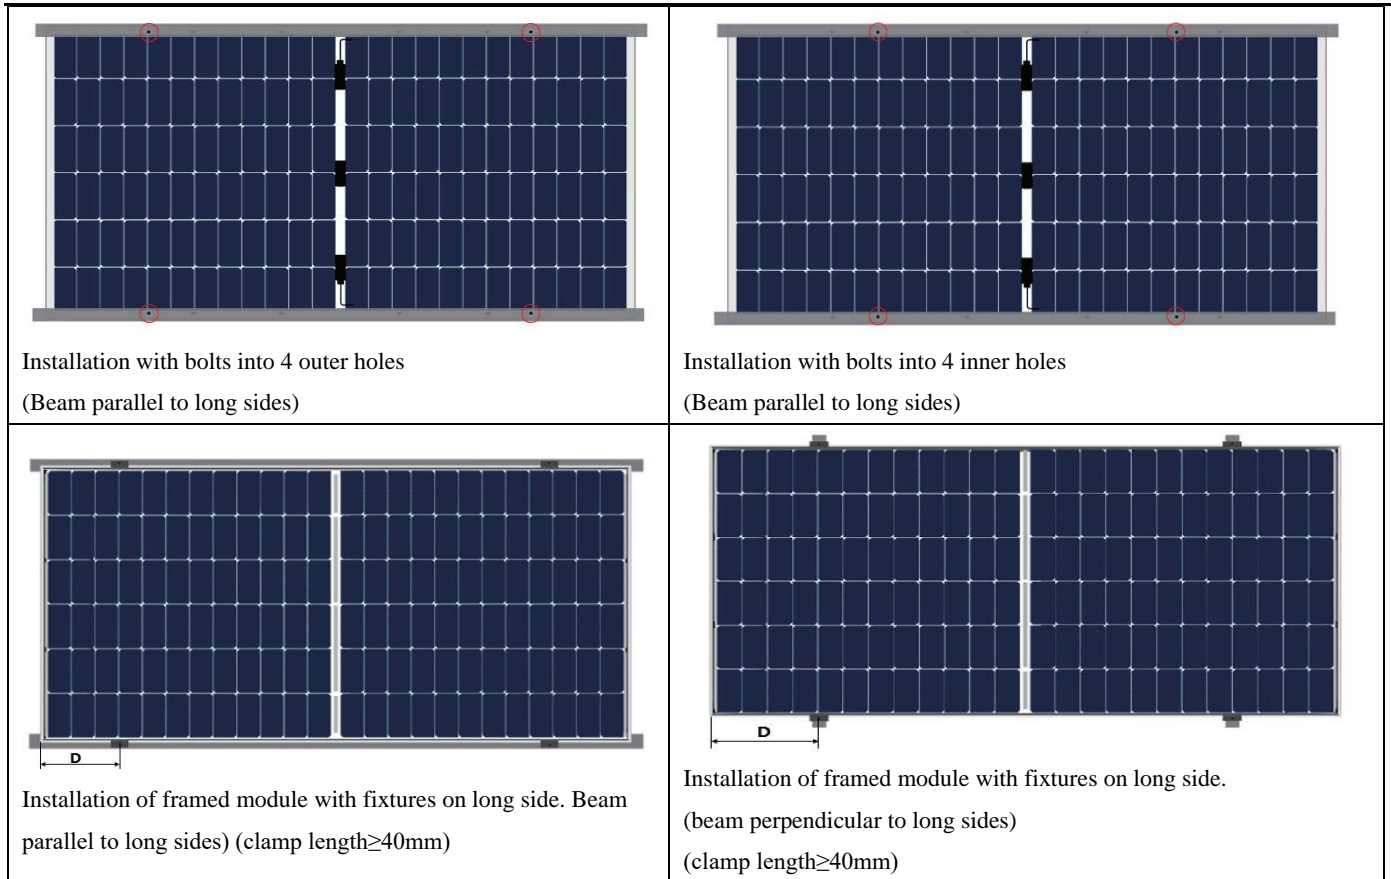 Installation with bolts into 4 outer holes
(Beam parallel to long sides)
Installation with bolts into 4 inner holes
(Beam parallel to long sides)
D
Installation of framed module with fixtures on long side. Beam
parallel to long sides) (clamp length≥40mm)
D
Installation of framed module with fixtures on long side.
(beam perpendicular to long sides)
(clamp length≥40mm)